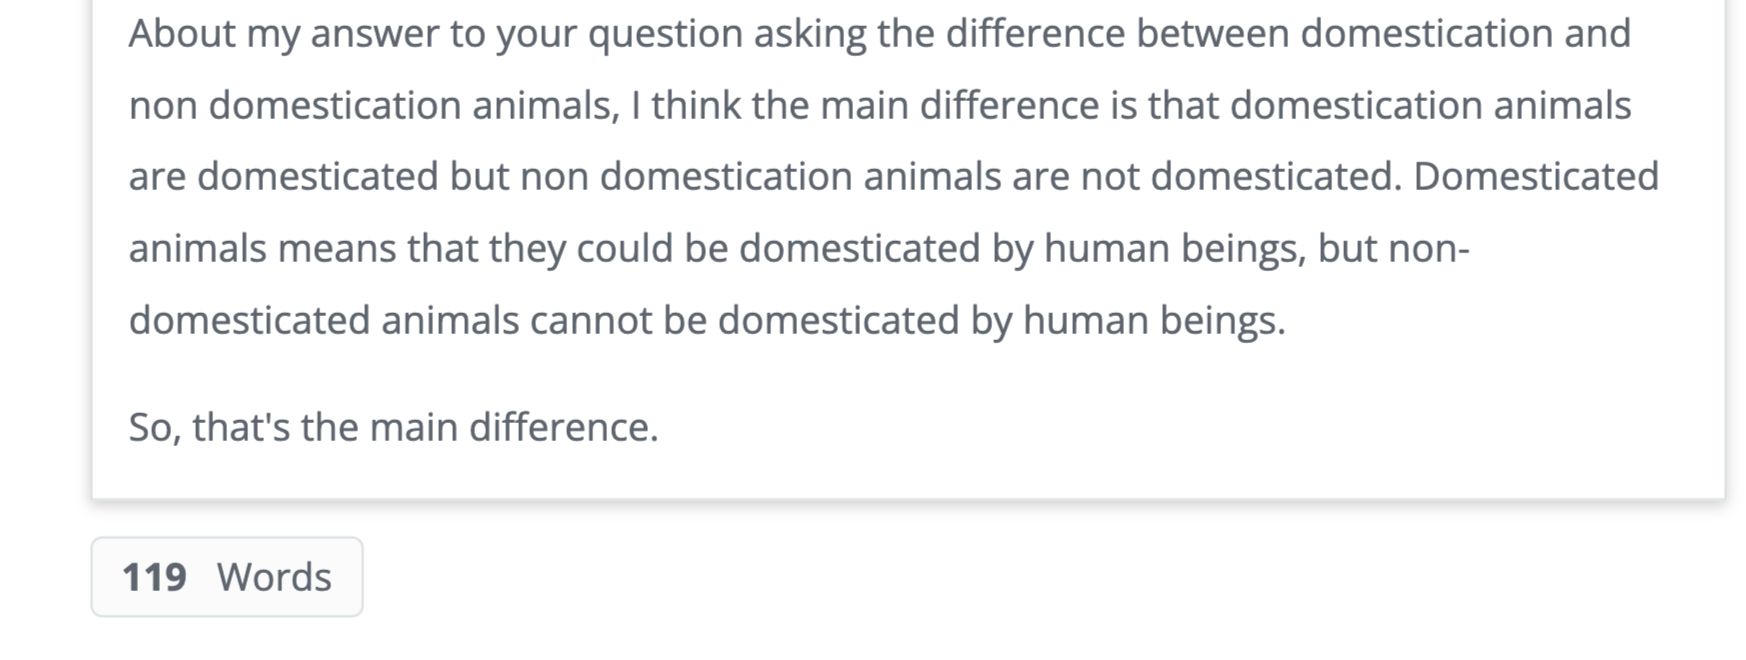 About my answer to your question asking the difference between domestication and
non domestication animals, I think the main difference is that domestication animals
are domesticated but non domestication animals are not domesticated. Domesticated
animals means that they could be domesticated by human beings, but non-
domesticated animals cannot be domesticated by human beings.
So, that's the main difference.
119 Words